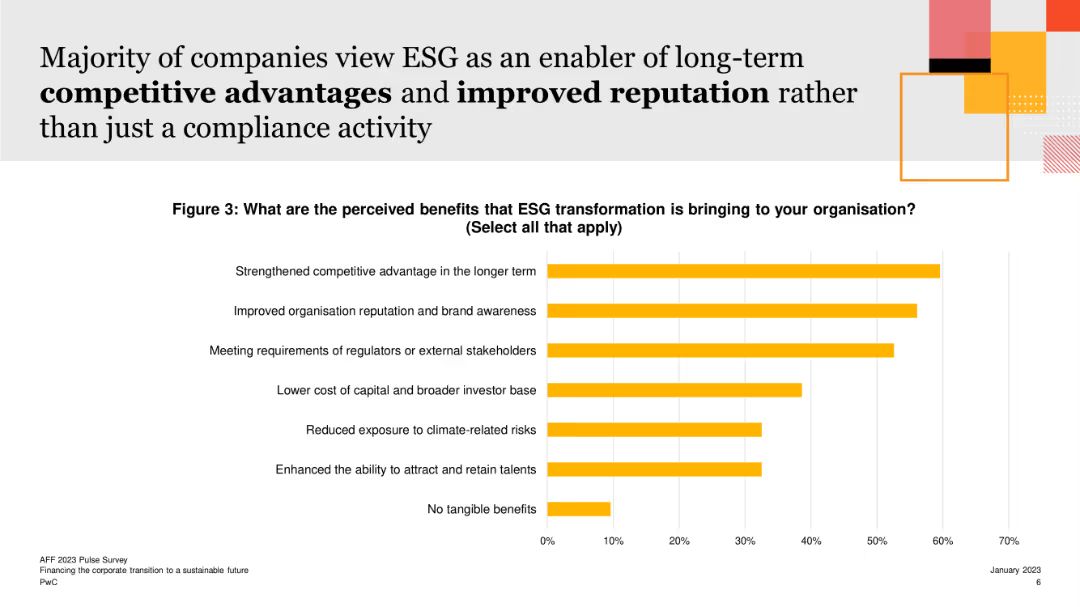 Majority of companies view ESG as an enabler of long-term
competitive advantages and improved reputation rather
than just a compliance activity
Figure 3: What are the perceived benefits that ESG transformation is bringing to your organisation?
(Select all that apply)
Strengthened competitive advantage in the longer term
Improved organisation reputation and brand awareness
Meeting requirements of regulators or external stakeholders
Lower cost of capital and broader investor base
Reduced exposure to climate-related risks
Enhanced the ability to attract and retain talents
No tangible benefits
0% 10% 20% 30% 40% 50% 60% 70%
AFF 2023 Pulse Survey
Financing the corporate transition to a sustainable future
PwC
January 2023
6